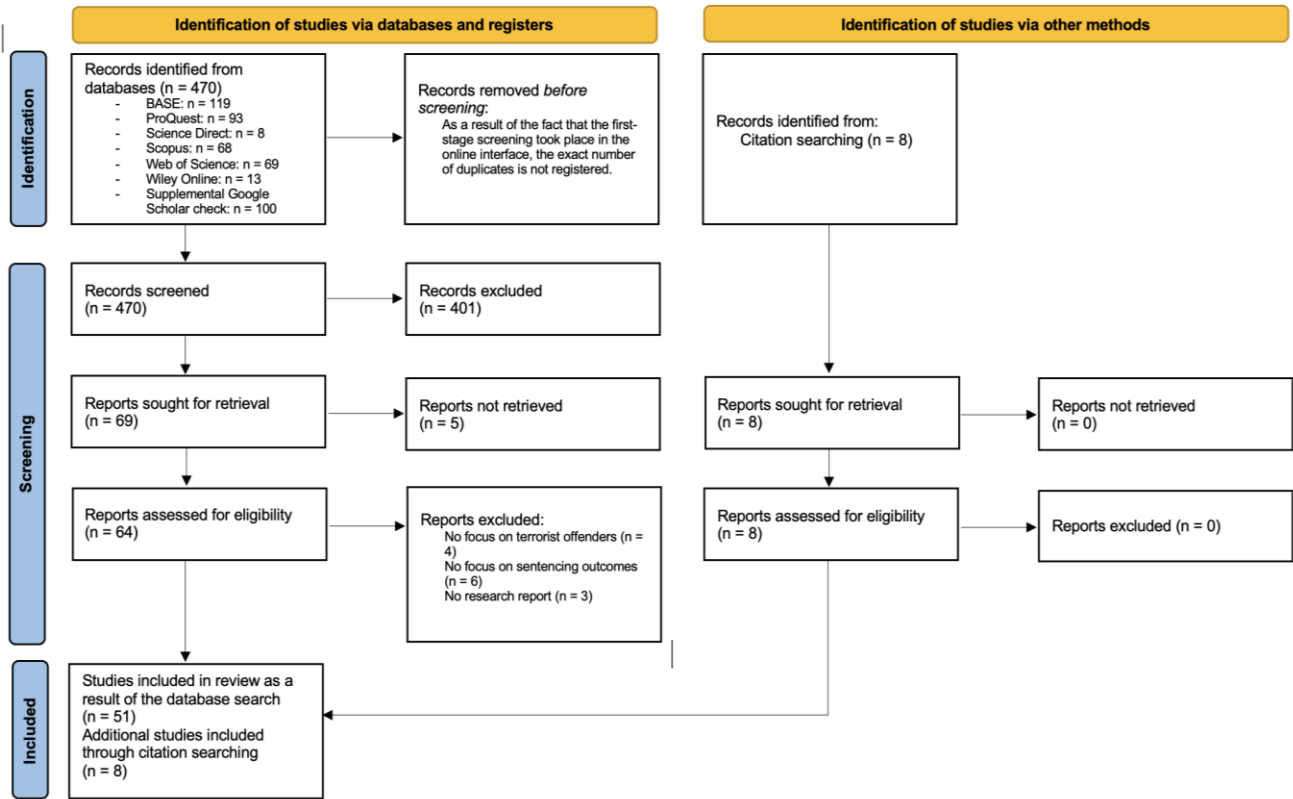 Identification of studies via databases and registers
Identification of studies via other methods
Identification
Records identified from
databases (n = 470)
- BASE: n = 119
- ProQuest: n = 93
- Science Direct: n = 8
- Scopus: n = 68
- Web of Science: n = 69
- Wiley Online: n = 13
- Supplemental Google
Scholar check: n = 100
Records removed before
screening:
As a result of the fact that the first-
stage screening took place in the
online interface, the exact number
of duplicates is not registered.
Records identified from:
Citation searching (n = 8)
Screening
Records screened
(n = 470)
Records excluded
(n = 401)
Reports sought for retrieval
(n = 69)
Reports not retrieved
(n = 5)
Reports sought for retrieval
(n = 8)
Reports not retrieved
(n = 0)
Reports assessed for eligibility
(n = 64)
Reports excluded:
No focus on terrorist offenders (n =
4)
No focus on sentencing outcomes
(n = 6)
No research report (n = 3)
Reports assessed for eligibility
(n = 8)
Reports excluded (n = 0)
Included
Studies included in review as a
result of the database search
(n = 51)
Additional studies included
through citation searching
(n = 8)